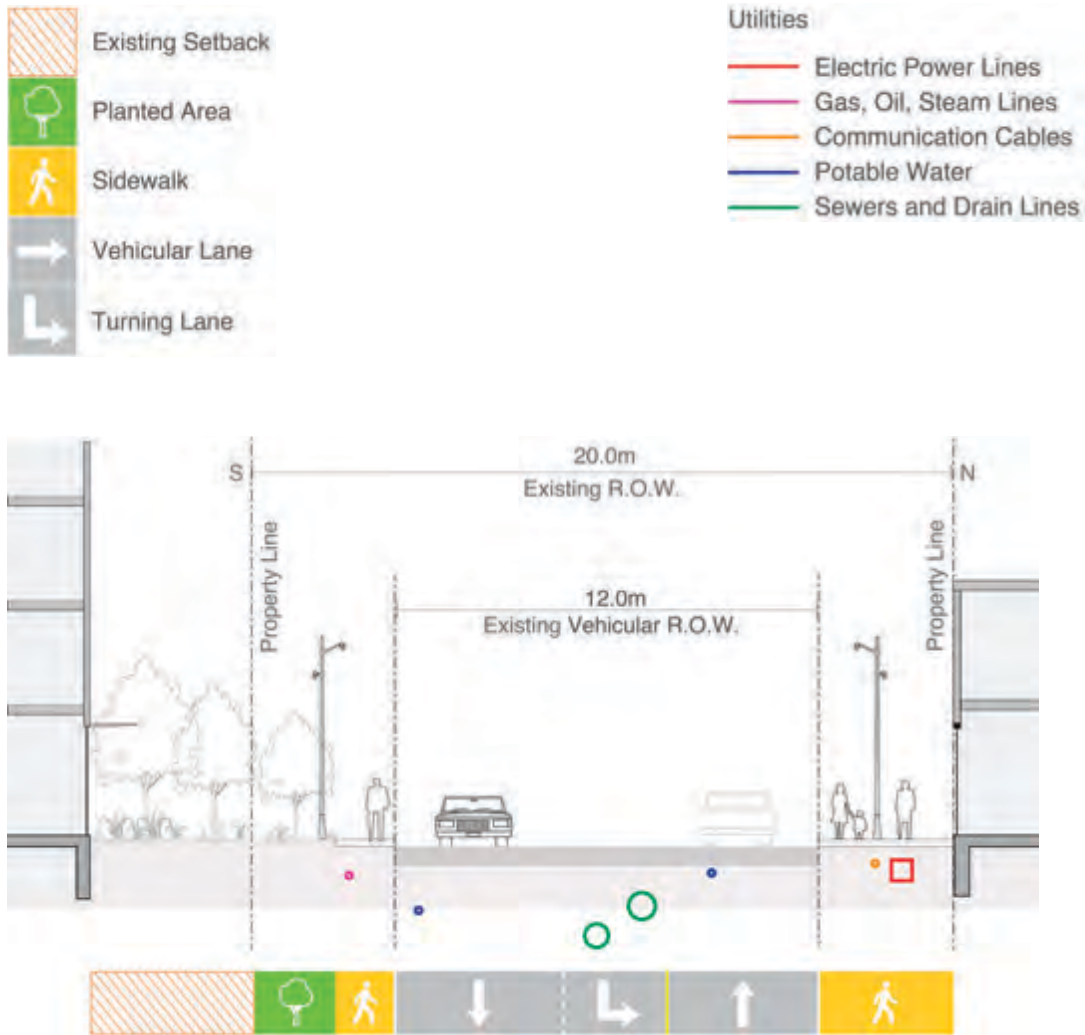 Existing Setback
Planted Area
Sidewalk
Vehicular Lane
Turning Lane
Utilities
Electric Power Lines
Gas, Oil, Steam Lines
Communication Cables
Potable Water
Sewers and Drain Lines
S
20.0m
N
Existing R.O.W.
Property Line
12.0m
Existing Vehicular R.O.W.
Property Line